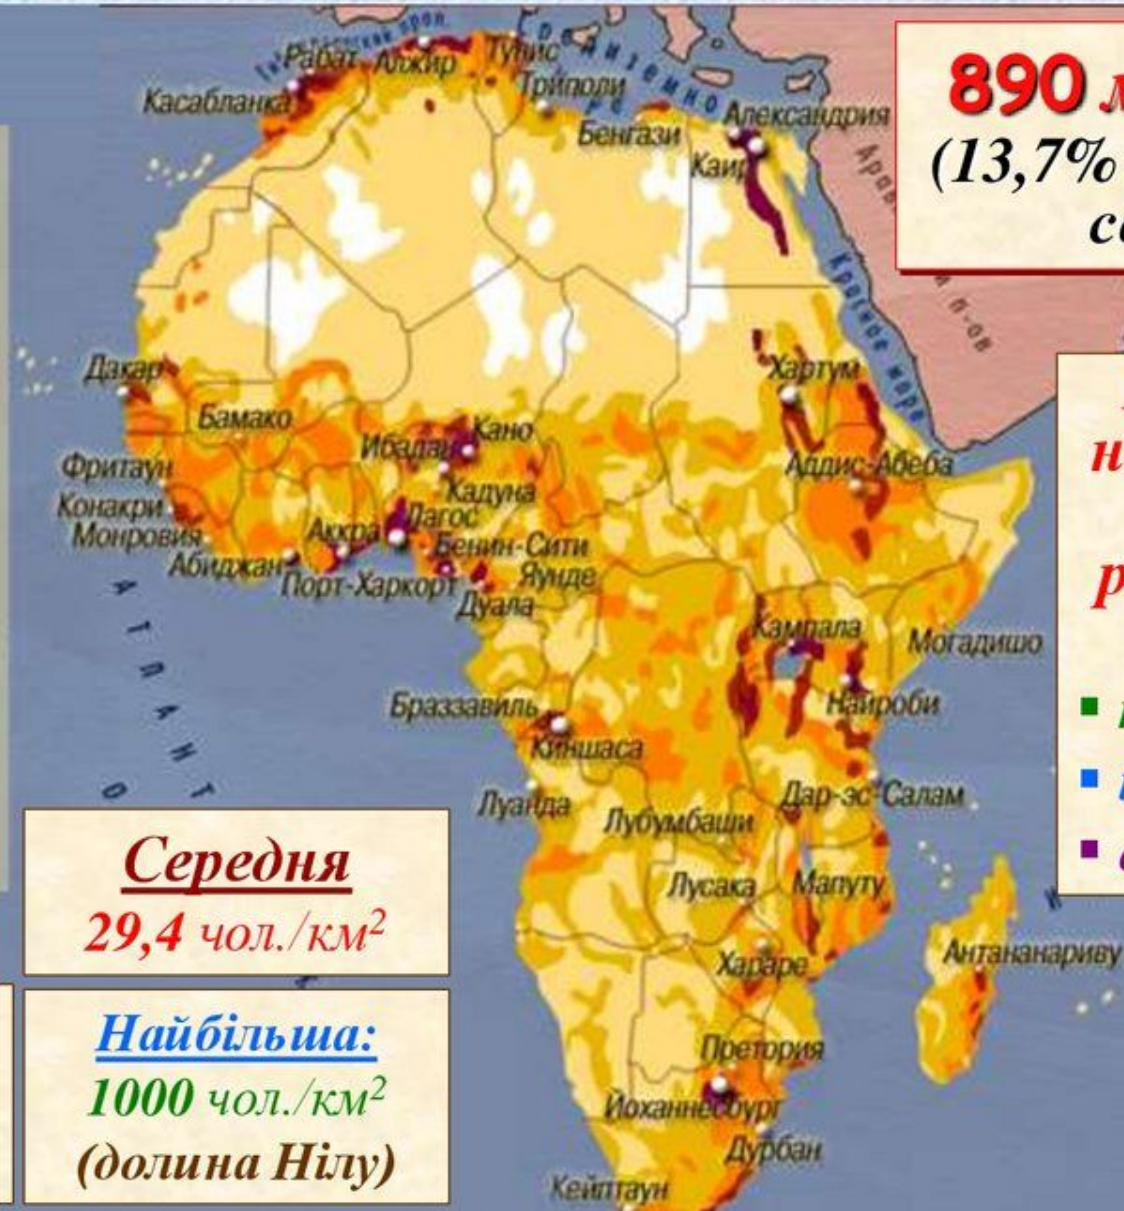 890
(13,7%
Рабат
Алжир
Тунис
Касабланка
Триполи
Бенгази
Александрия
Каир
Красное море
п-ов
Дакар
Бамако
Ибадан
Кано
Хартум
Фритаун
Кадуна
Аддис-Абеба
Конакри
Аккра
Лагос
Монровия
Бенин-Сити
Абиджан
Порт-Харкорт
Яунде
Дуала
Кампала
Могадишо
Браззавиль
Найроби
Киншаса
Луанда
Дар-эс-Салам
Лубумбаши
Лусака
Мапуту
Антананариву
Хараре
Претория
Йоханнесбург
Дурбан
Кейптаун
АТЛАНТ
О
Середня
29,4 чол./км²
Найбільша:
1000 чол./км²
(долина Нілу)